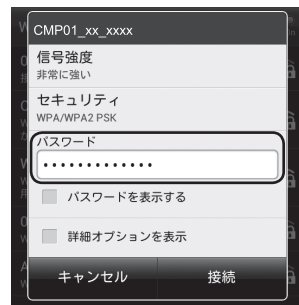 CMP01_xx_xxxx
信号強度
非常に強い
セキュリティ
WPA/WPA2 PSK
パスワード
•••••••••••••
パスワードを表示する
詳細オプションを表示
キャンセル
接続